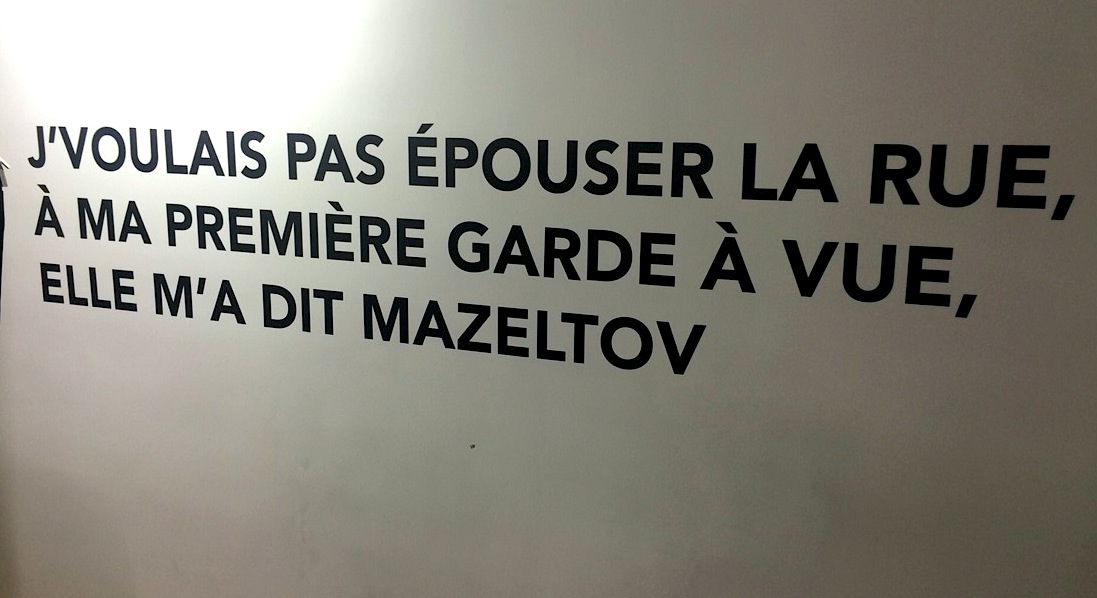 J'VOULAIS PAS ÉPOUSER LA RUE,
À MA PREMIÈRE GARDE À VUE,
ELLE M'A DIT MAZELTOV